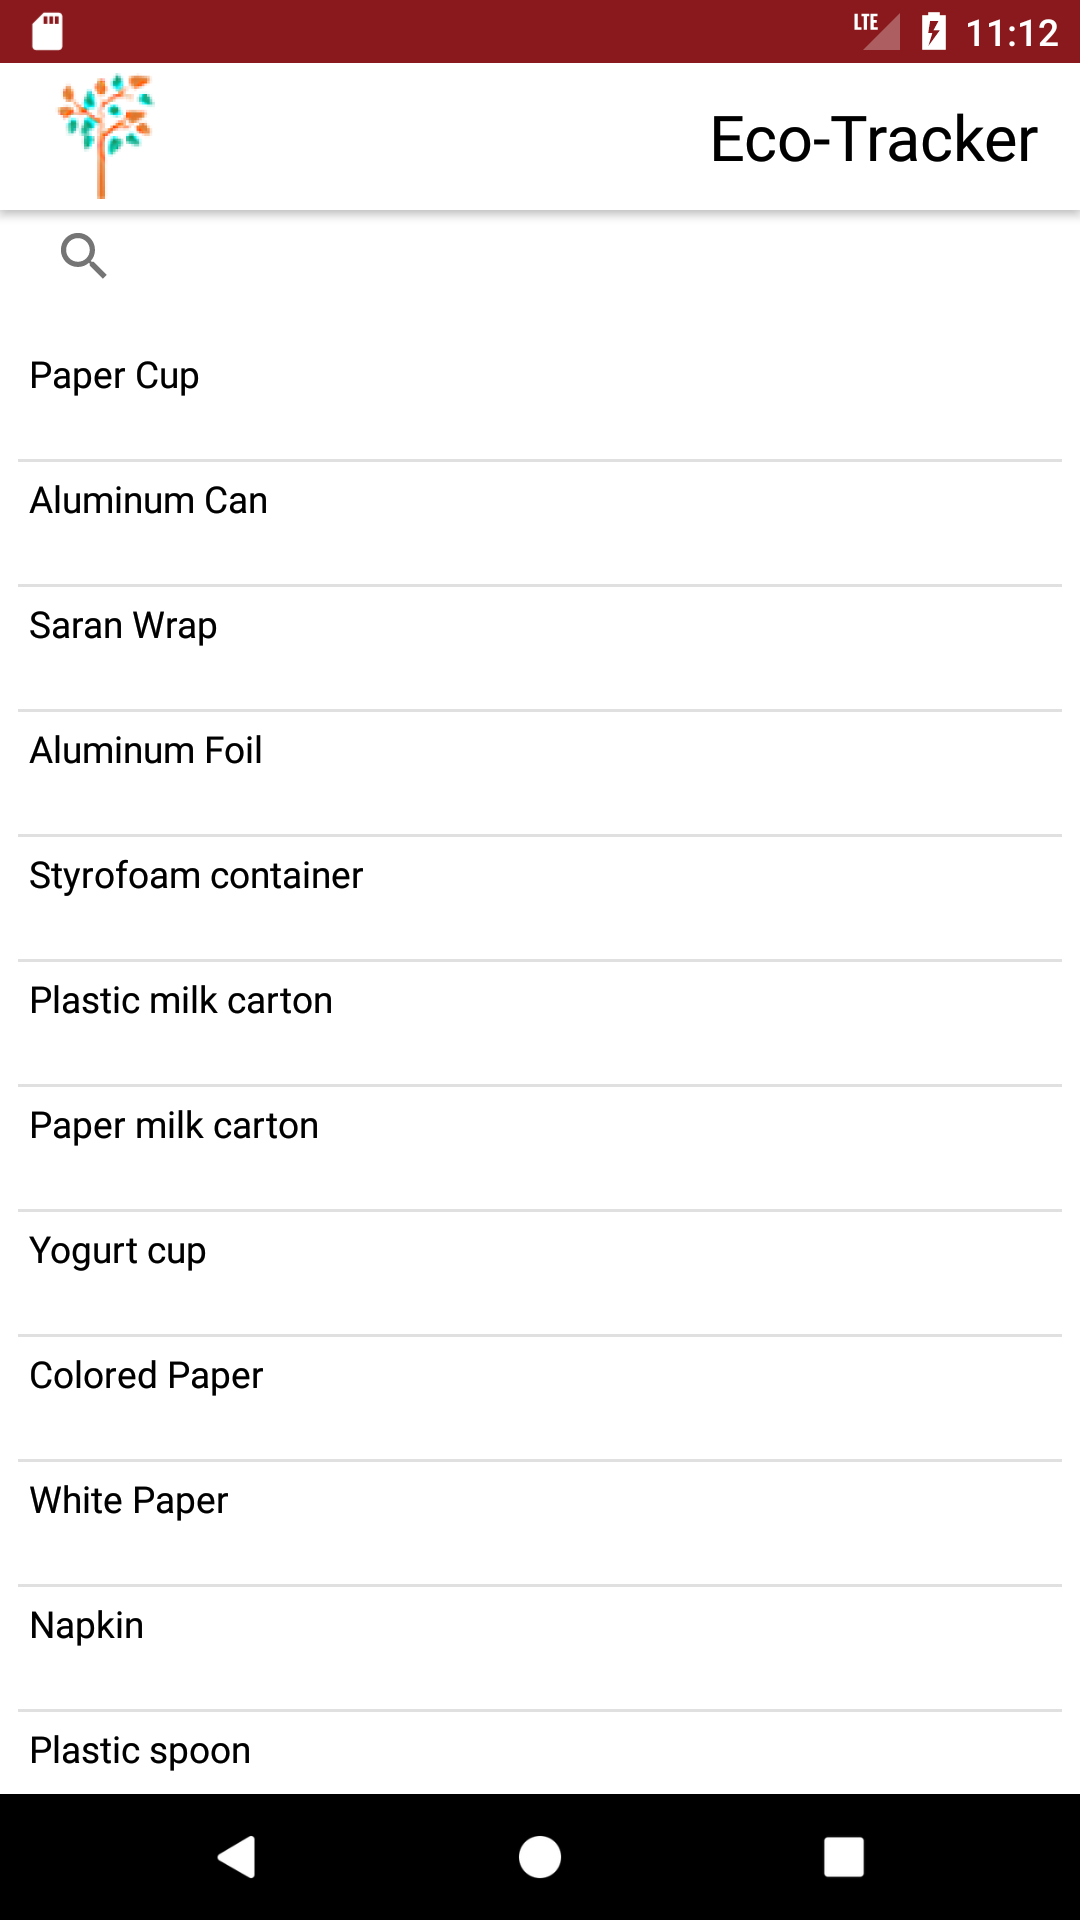 LTE 11:12
Eco-Tracker
Paper Cup
Aluminum Can
Saran Wrap
Aluminum Foil
Styrofoam container
Plastic milk carton
Paper milk carton
Yogurt cup
Colored Paper
White Paper
Napkin
Plastic spoon